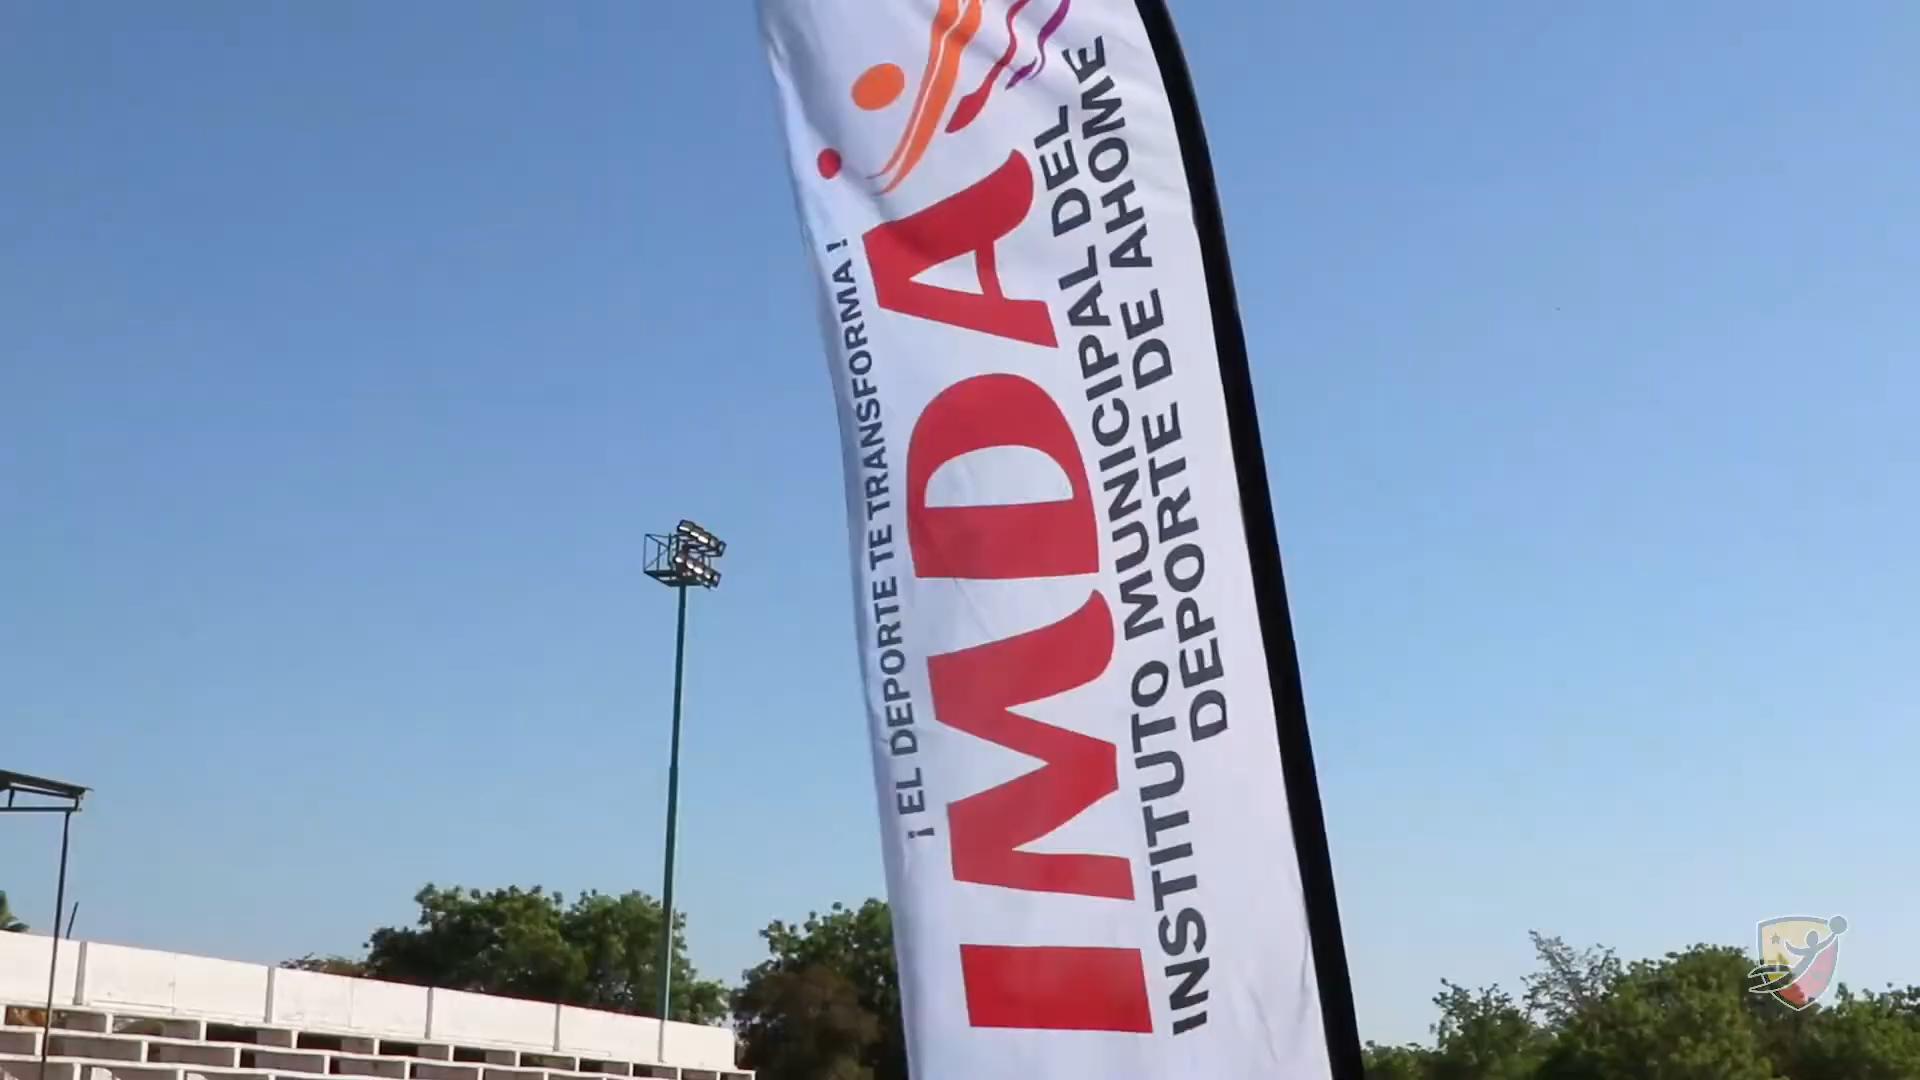 ¡ EL DEPORTE TE TRANSFORMA !
IMDA
INSTITUTO MUNICIPAL DEL
DEPORTE DE AHOME